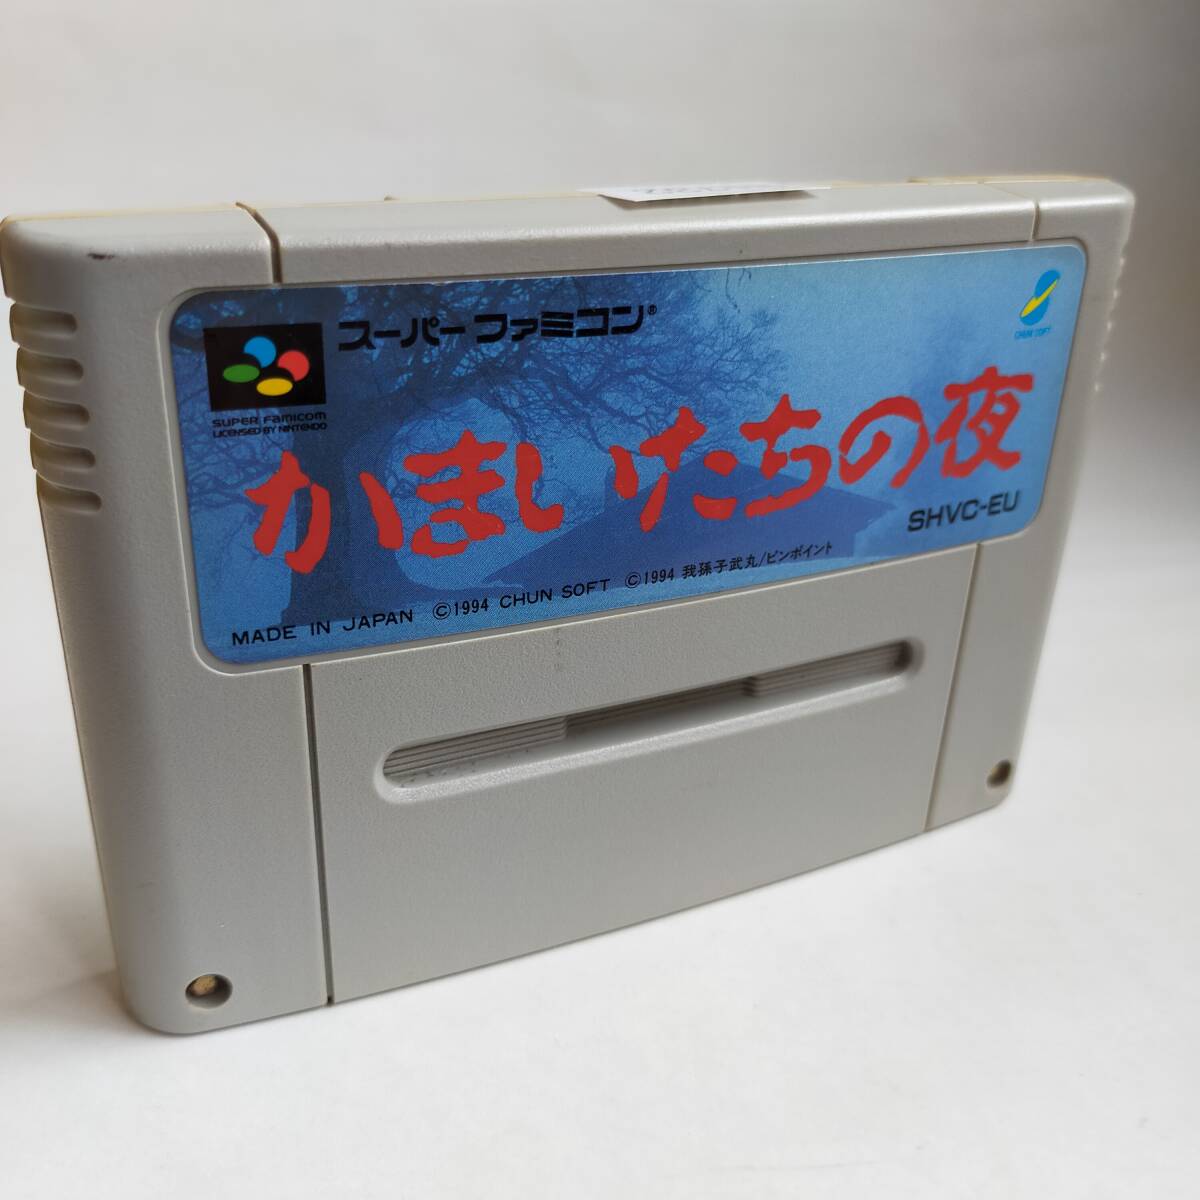 スーパーファミコン®
SUPER FAMICOM
LICENSED BY NINTENDO
CHUN SOFT
かまいたちの夜
SHVC-EU
MADE IN JAPAN ©1994 CHUN SOFT ©1994 我孫子武丸/ピンポイント